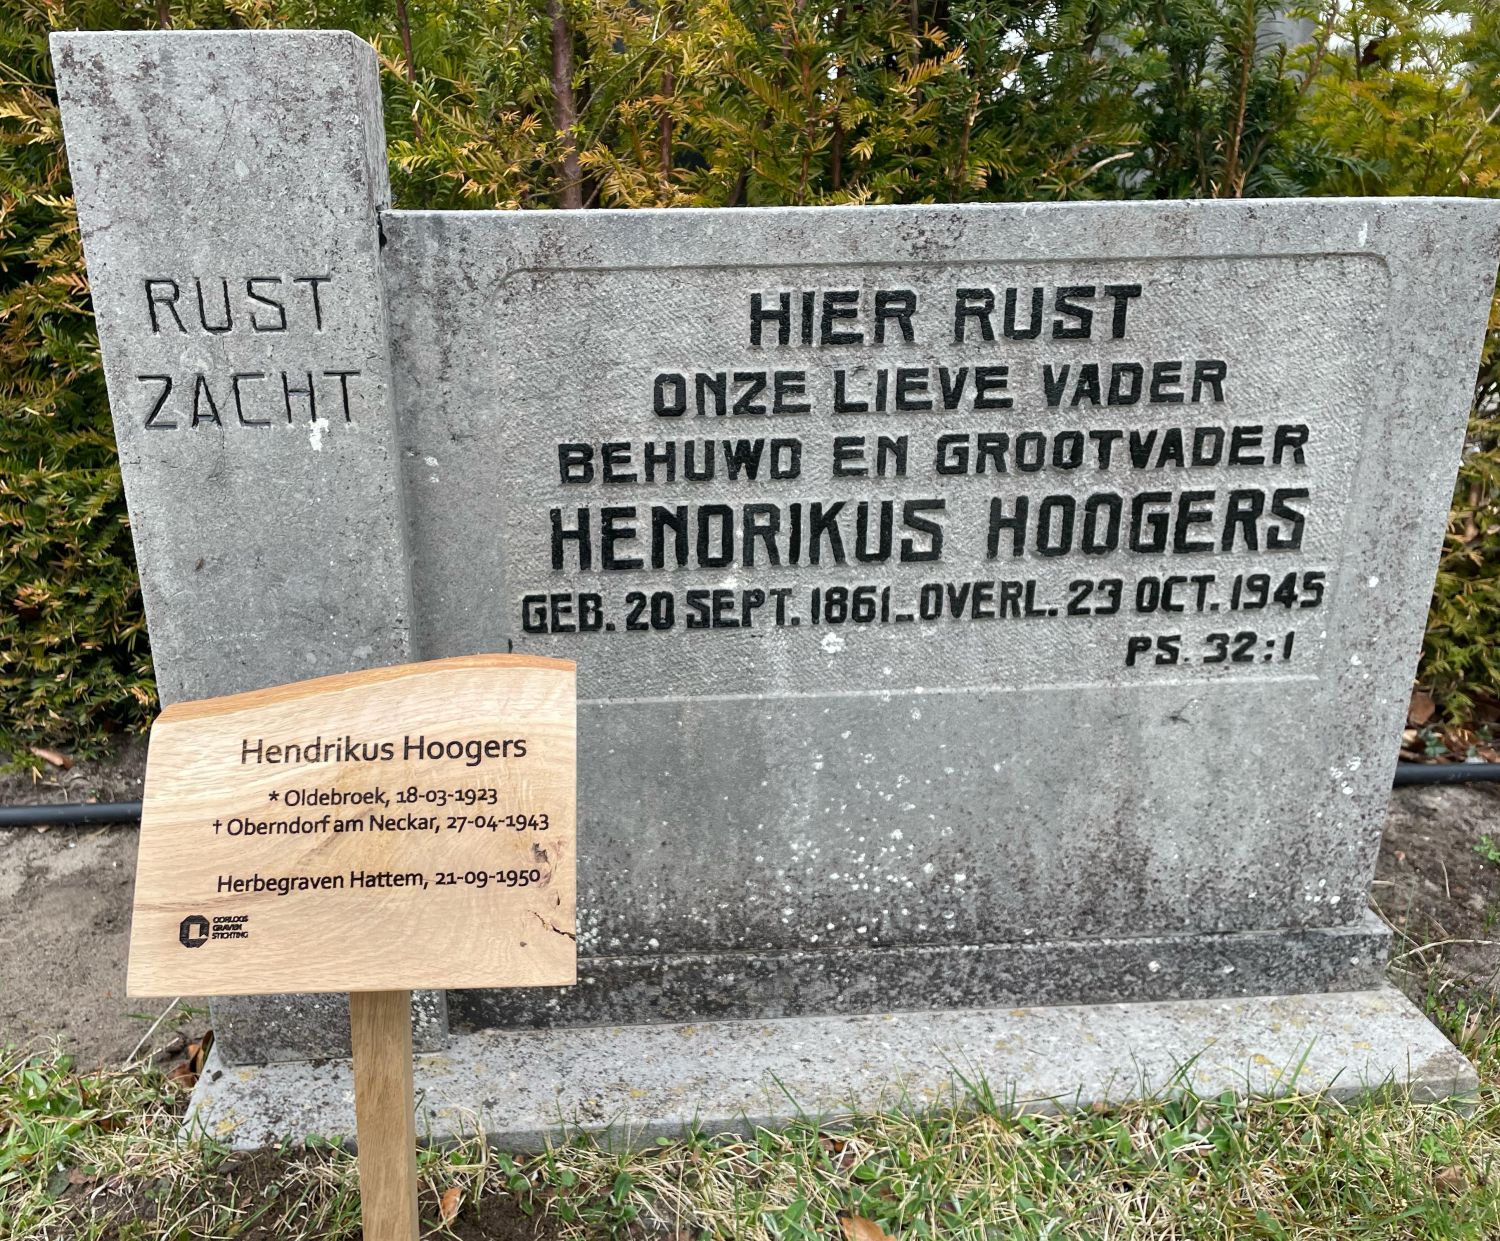 RUST
ZACHT
HIER RUST
ONZE LIEVE VADER
BEHUWD EN GROOTVADER
HENDRIKUS HOOGERS
GEB. 20 SEPT. 1861_OVERL. 23 OCT. 1945
PS. 32:1
Hendrikus Hoogers
* Oldebroek, 18-03-1923
† Oberndorf am Neckar, 27-04-1943
Herbegraven Hattem, 21-09-1950
OORLOGS
GRAVEN
STICHTING